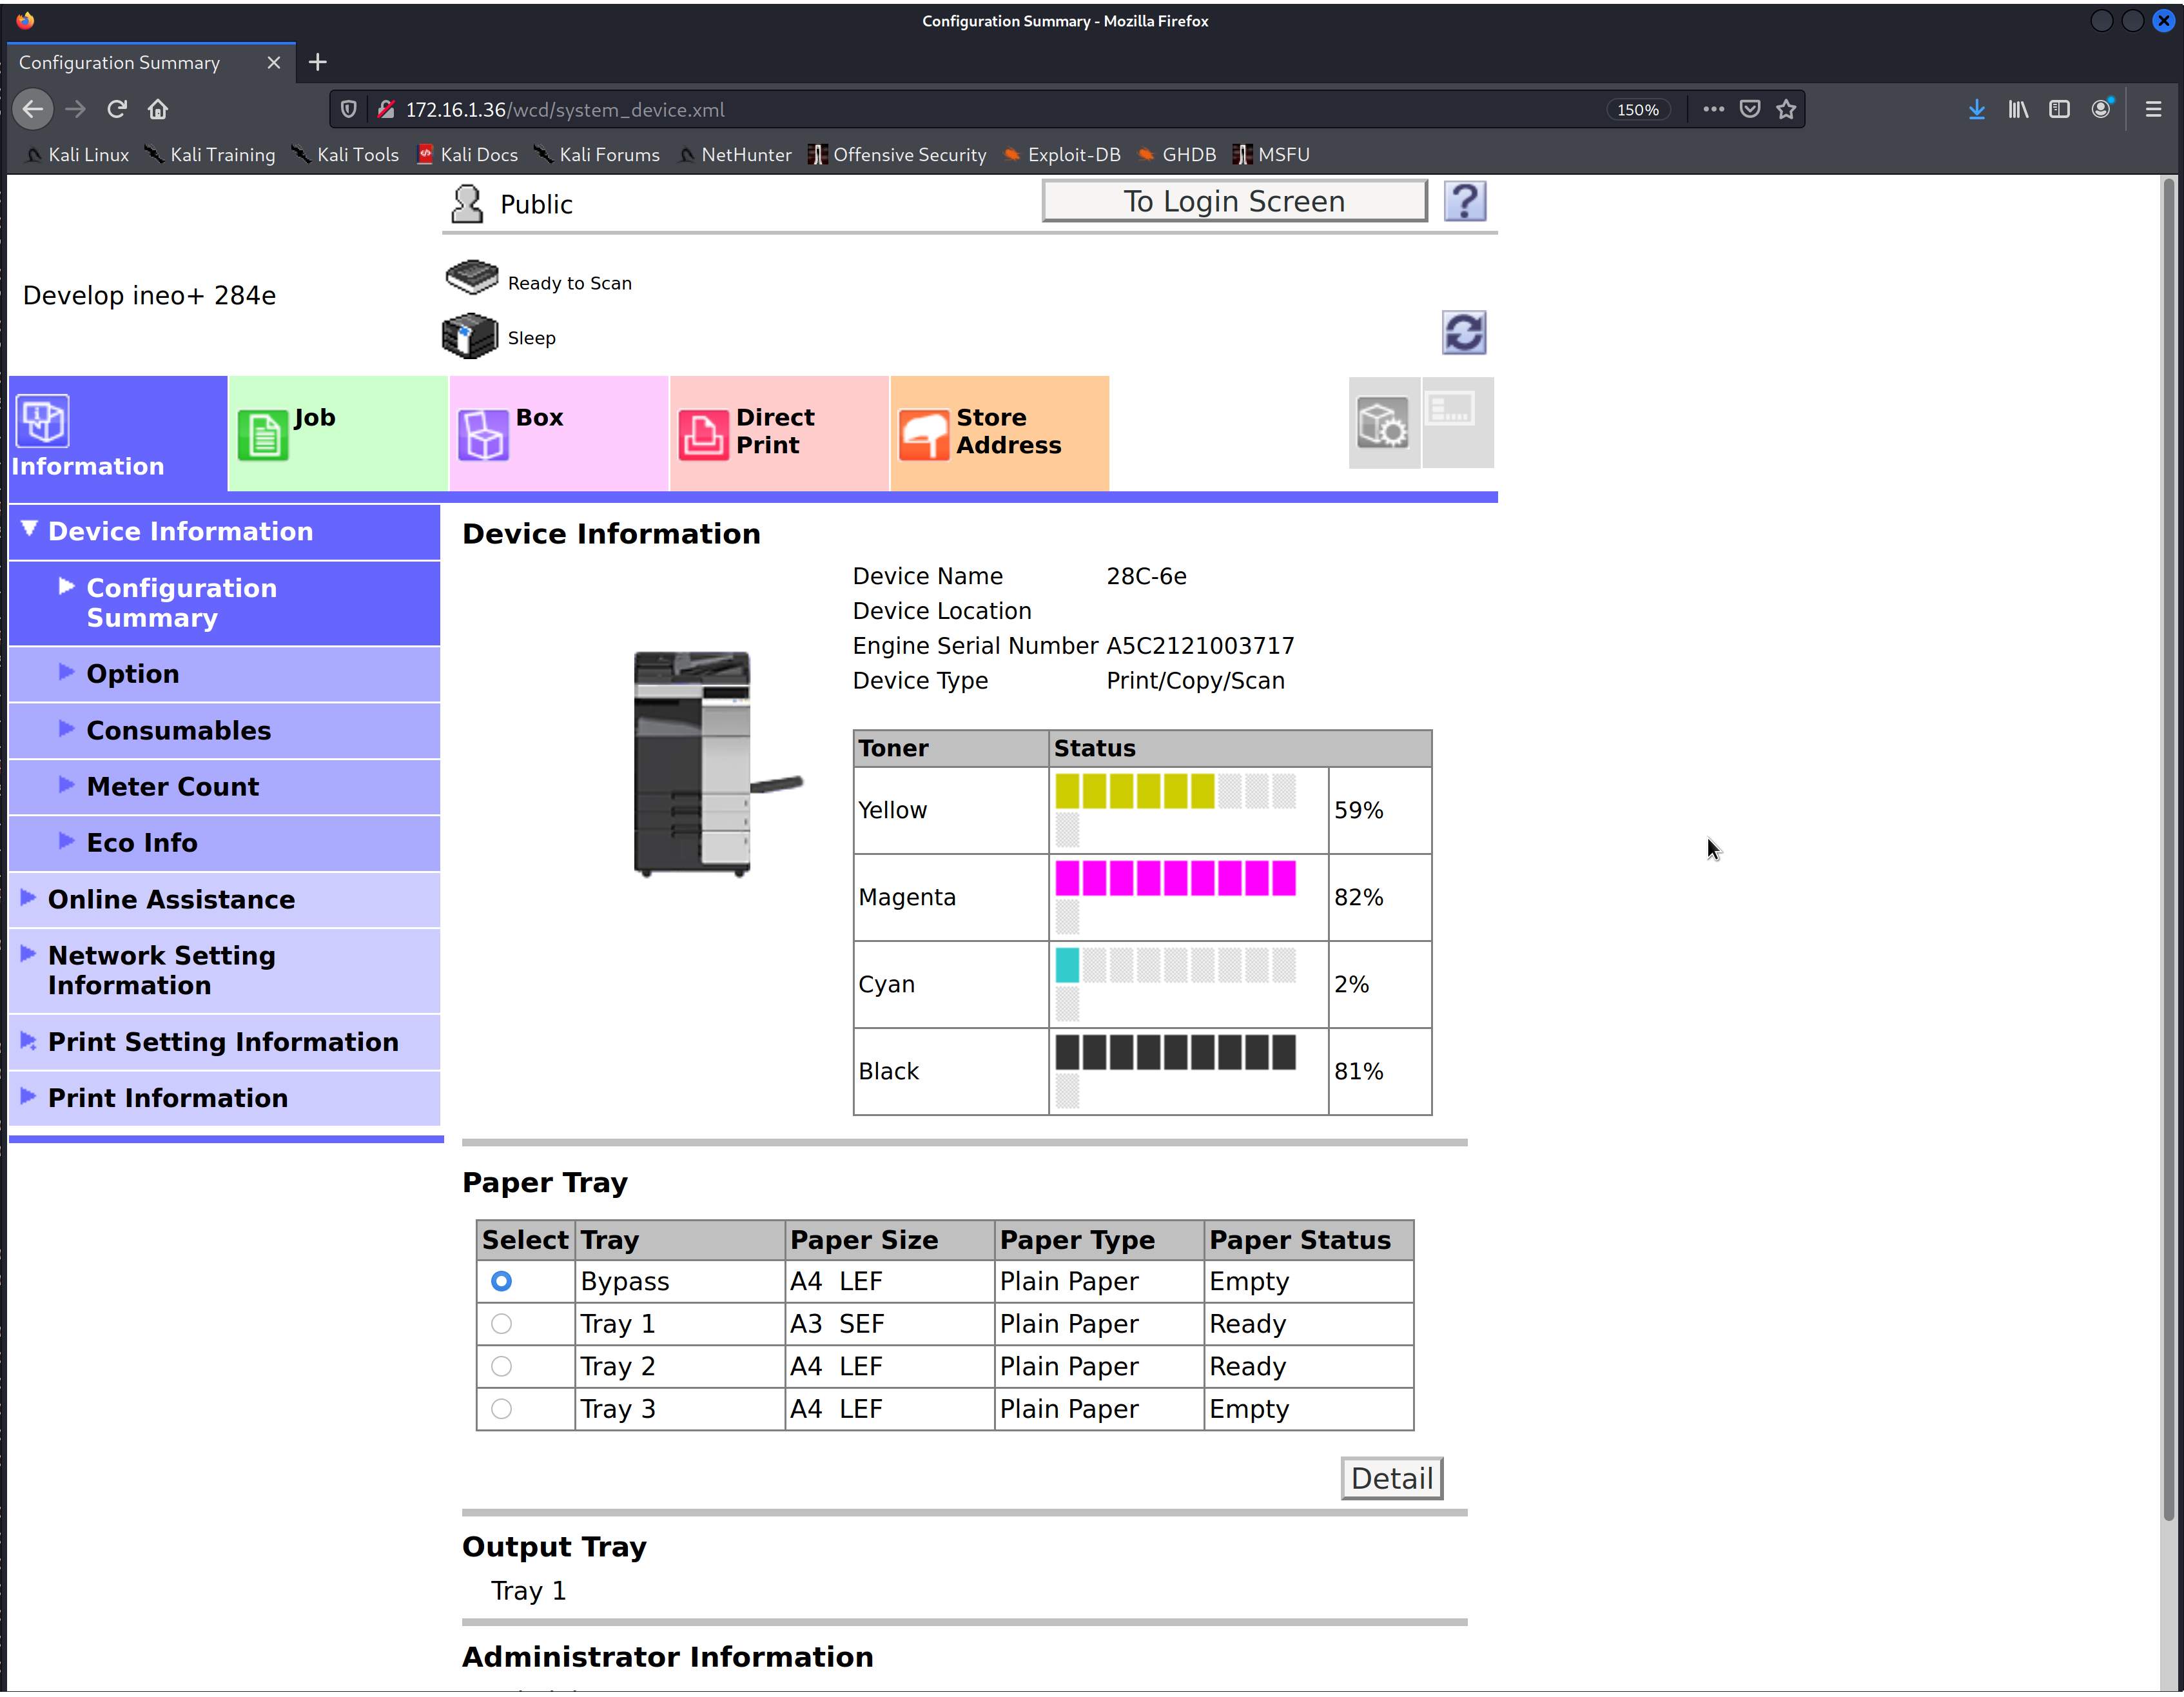 Configuration Summary - Mozilla Firefox
Configuration Summary
172.16.1.36/wcd/system_device.xml 150%
Kali Linux Kali Training Kali Tools Kali Docs Kali Forums NetHunter Offensive Security Exploit-DB GHDB MSFU
Public To Login Screen ?
Ready to Scan
Develop ineo+ 284e
Sleep
Information Job Box Direct Print Store Address
Device Information
Configuration Summary
Option
Consumables
Meter Count
Eco Info
Online Assistance
Network Setting Information
Print Setting Information
Print Information
Device Information
Device Name 28C-6e
Device Location
Engine Serial Number A5C2121003717
Device Type Print/Copy/Scan
Toner Status
Yellow 59%
Magenta 82%
Cyan 2%
Black 81%
Paper Tray
Select Tray Paper Size Paper Type Paper Status
Bypass A4 LEF Plain Paper Empty
Tray 1 A3 SEF Plain Paper Ready
Tray 2 A4 LEF Plain Paper Ready
Tray 3 A4 LEF Plain Paper Empty
Detail
Output Tray
Tray 1
Administrator Information